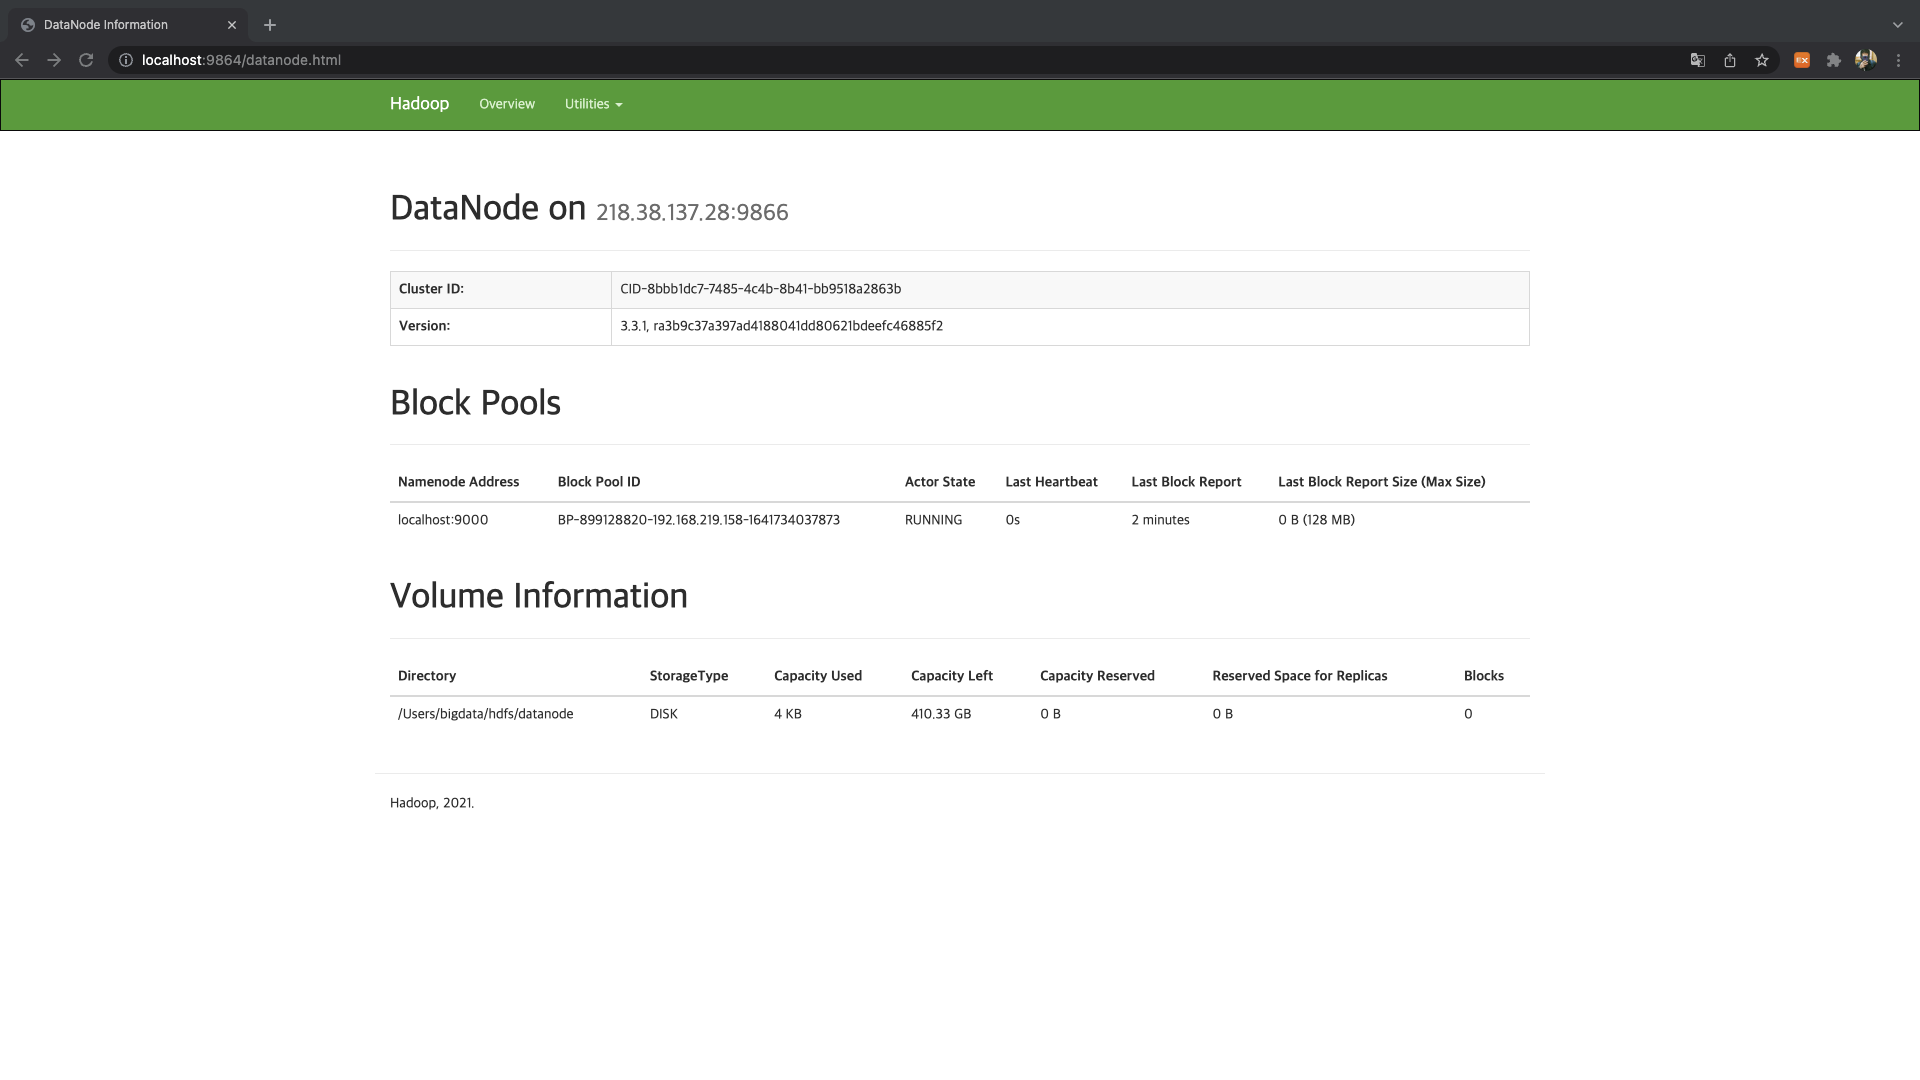 DataNode Information
localhost:9864/datanode.html
EX
Hadoop Overview Utilities
DataNode on 218.38.137.28:9866
Cluster ID: CID-8bbb1dc7-7485-4c4b-8b41-bb9518a2863b
Version: 3.3.1, ra3b9c37a397ad4188041dd80621bdeefc46885f2
Block Pools
Namenode Address Block Pool ID Actor State Last Heartbeat Last Block Report Last Block Report Size (Max Size)
localhost:9000 BP-899128820-192.168.219.158-1641734037873 RUNNING 0s 2 minutes 0 B (128 MB)
Volume Information
Directory StorageType Capacity Used Capacity Left Capacity Reserved Reserved Space for Replicas Blocks
/Users/bigdata/hdfs/datanode DISK 4 KB 410.33 GB 0 B 0 B 0
Hadoop, 2021.